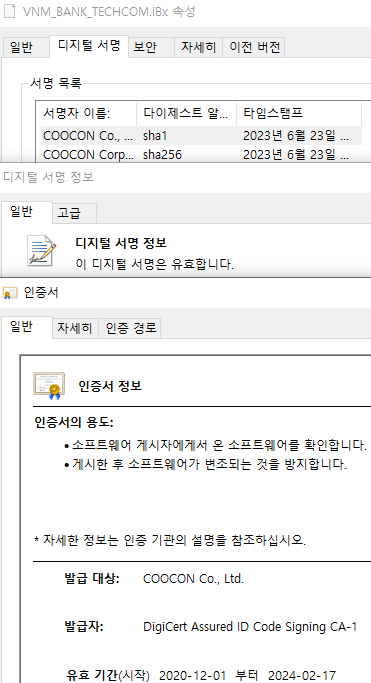 VNM_BANK_TECHCOM.iBx 속성
일반 디지털 서명 보안 자세히 이전 버전
서명 목록
서명자 이름: 다이제스트 알... 타임스탬프
COOCON Co., ... sha1 2023년 6월 23일 ...
COOCON Corp... sha256 2023년 6월 23일 ...
디지털 서명 정보
일반 고급
디지털 서명 정보
이 디지털 서명은 유효합니다.
인증서
일반 자세히 인증 경로
인증서 정보
인증서의 용도:
• 소프트웨어 게시자에게서 온 소프트웨어를 확인합니다.
• 게시한 후 소프트웨어가 변조되는 것을 방지합니다.
* 자세한 정보는 인증 기관의 설명을 참조하십시오.
발급 대상: COOCON Co., Ltd.
발급자: DigiCert Assured ID Code Signing CA-1
유효 기간(시작) 2020-12-01 부터 2024-02-17